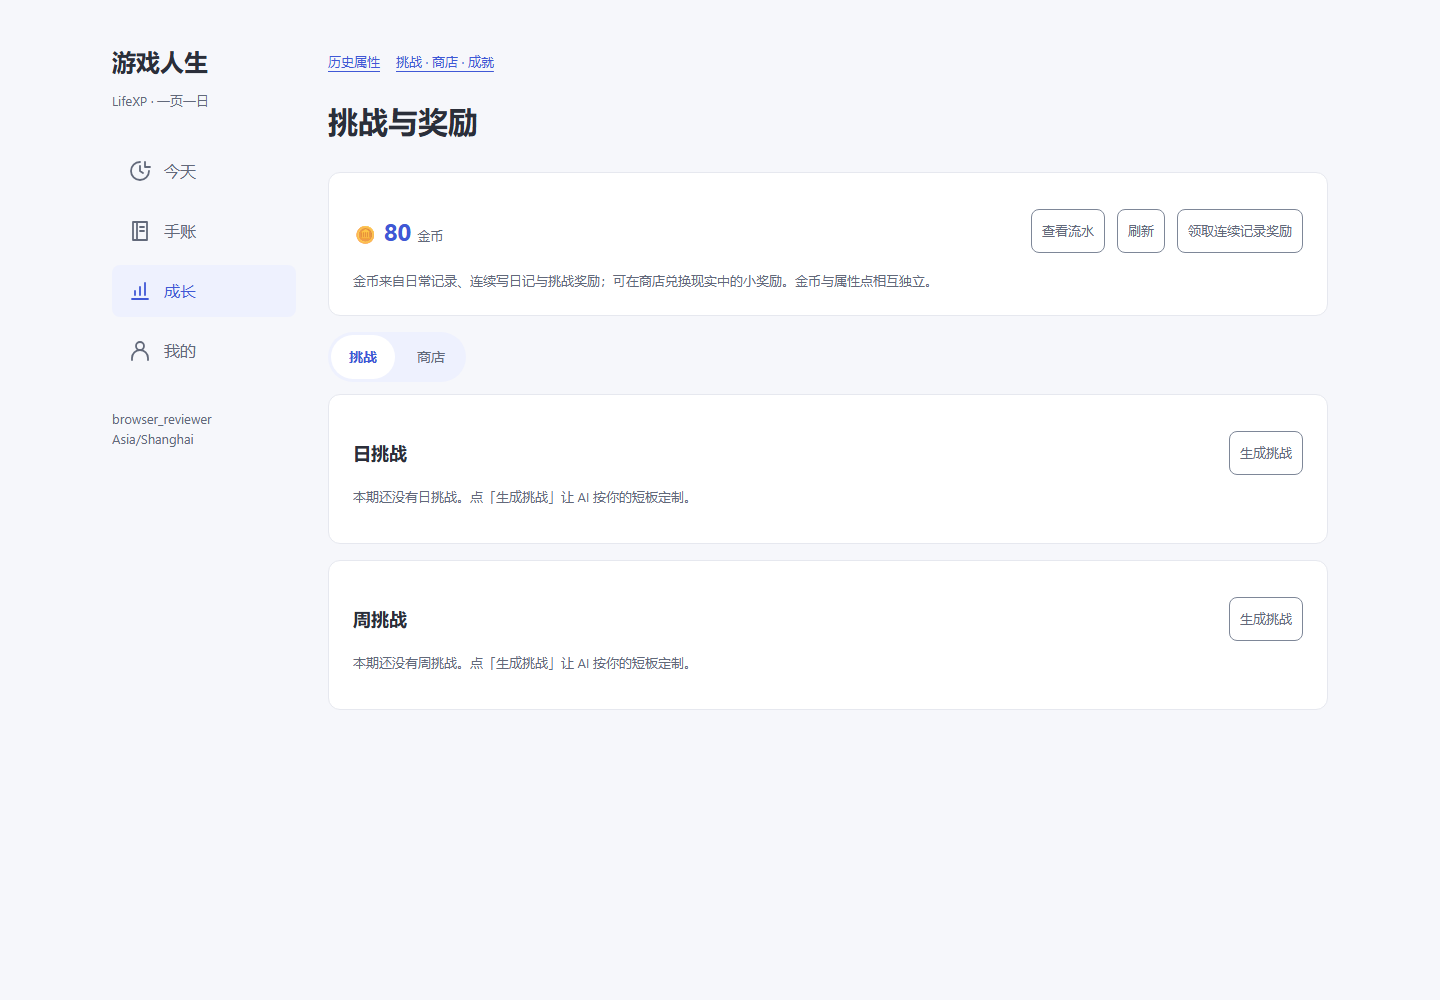 游戏人生
LifeXP · 一页一日
今天
手账
成长
我的
browser_reviewer
Asia/Shanghai
历史属性
挑战 · 商店 · 成就
挑战与奖励
80 金币
查看流水
刷新
领取连续记录奖励
金币来自日常记录、连续写日记与挑战奖励；可在商店兑换现实中的小奖励。金币与属性点相互独立。
挑战
商店
日挑战
生成挑战
本期还没有日挑战。点「生成挑战」让 AI 按你的短板定制。
周挑战
生成挑战
本期还没有周挑战。点「生成挑战」让 AI 按你的短板定制。